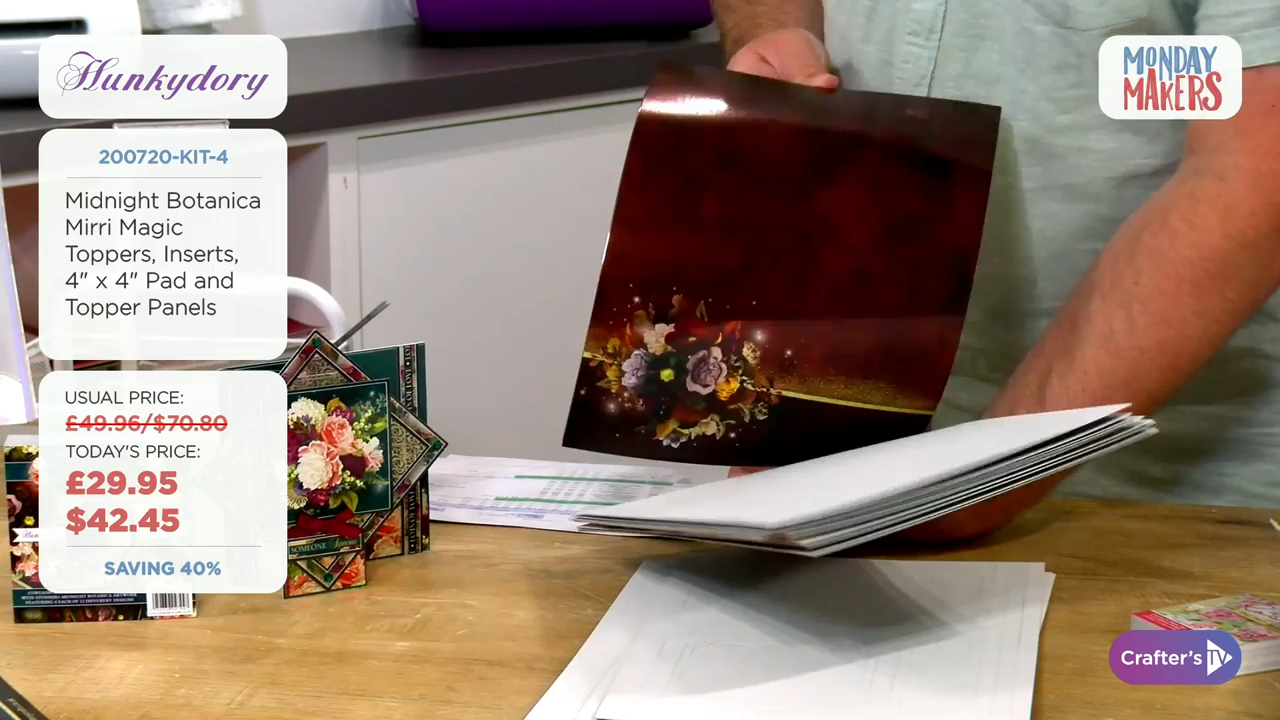 Hunkydory
MONDAY
MAKERS
200720-KIT-4
Midnight Botanica
Mirri Magic
Toppers, Inserts,
4" x 4" Pad and
Topper Panels
USUAL PRICE:
£49.96/$70.80
TODAY'S PRICE:
£29.95
$42.45
SAVING 40%
SOMEONE Special
Crafter's TV